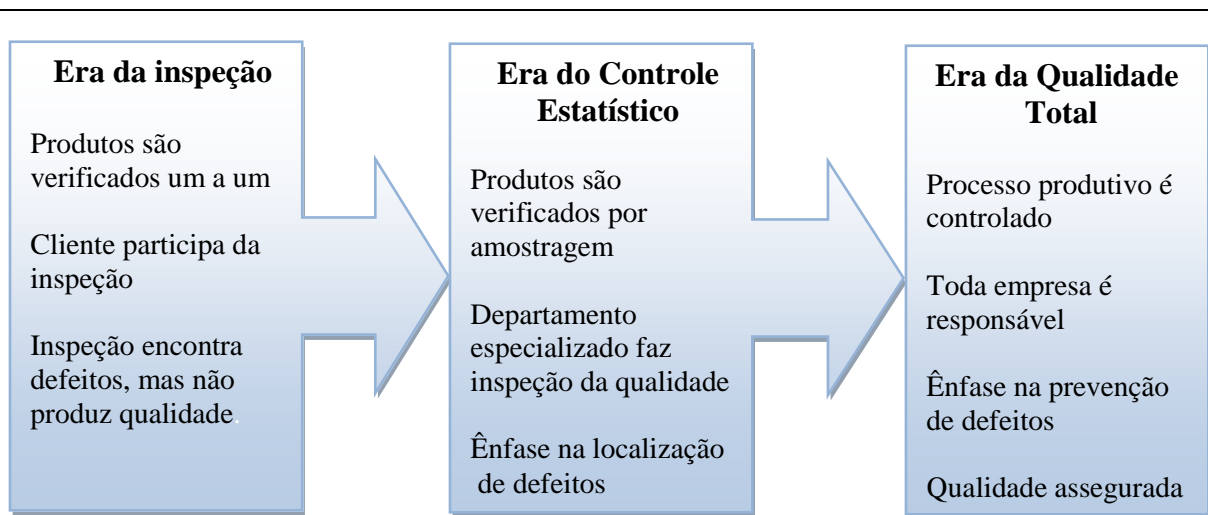 Era da inspeção
Produtos são
verificados um a um
Cliente participa da
inspeção
Inspeção encontra
defeitos, mas não
produz qualidade.
Era do Controle
Estatístico
Produtos são
verificados por
amostragem
Departamento
especializado faz
inspeção da qualidade
Ênfase na localização
de defeitos
Era da Qualidade
Total
Processo produtivo é
controlado
Toda empresa é
responsável
Ênfase na prevenção
de defeitos
Qualidade assegurada